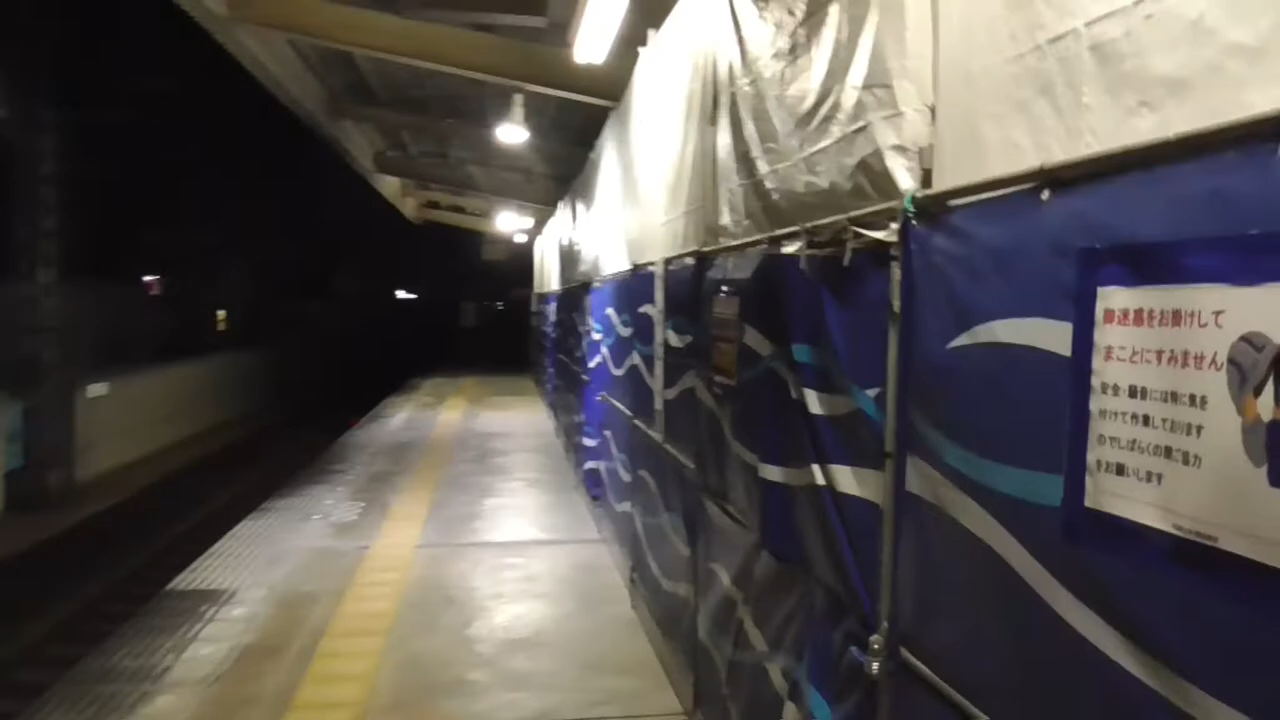 御迷惑をお掛けして
まことにすみません
安全・騒音には特に気を
付けて作業しております
のでしばらくの間ご協力
をお願いします